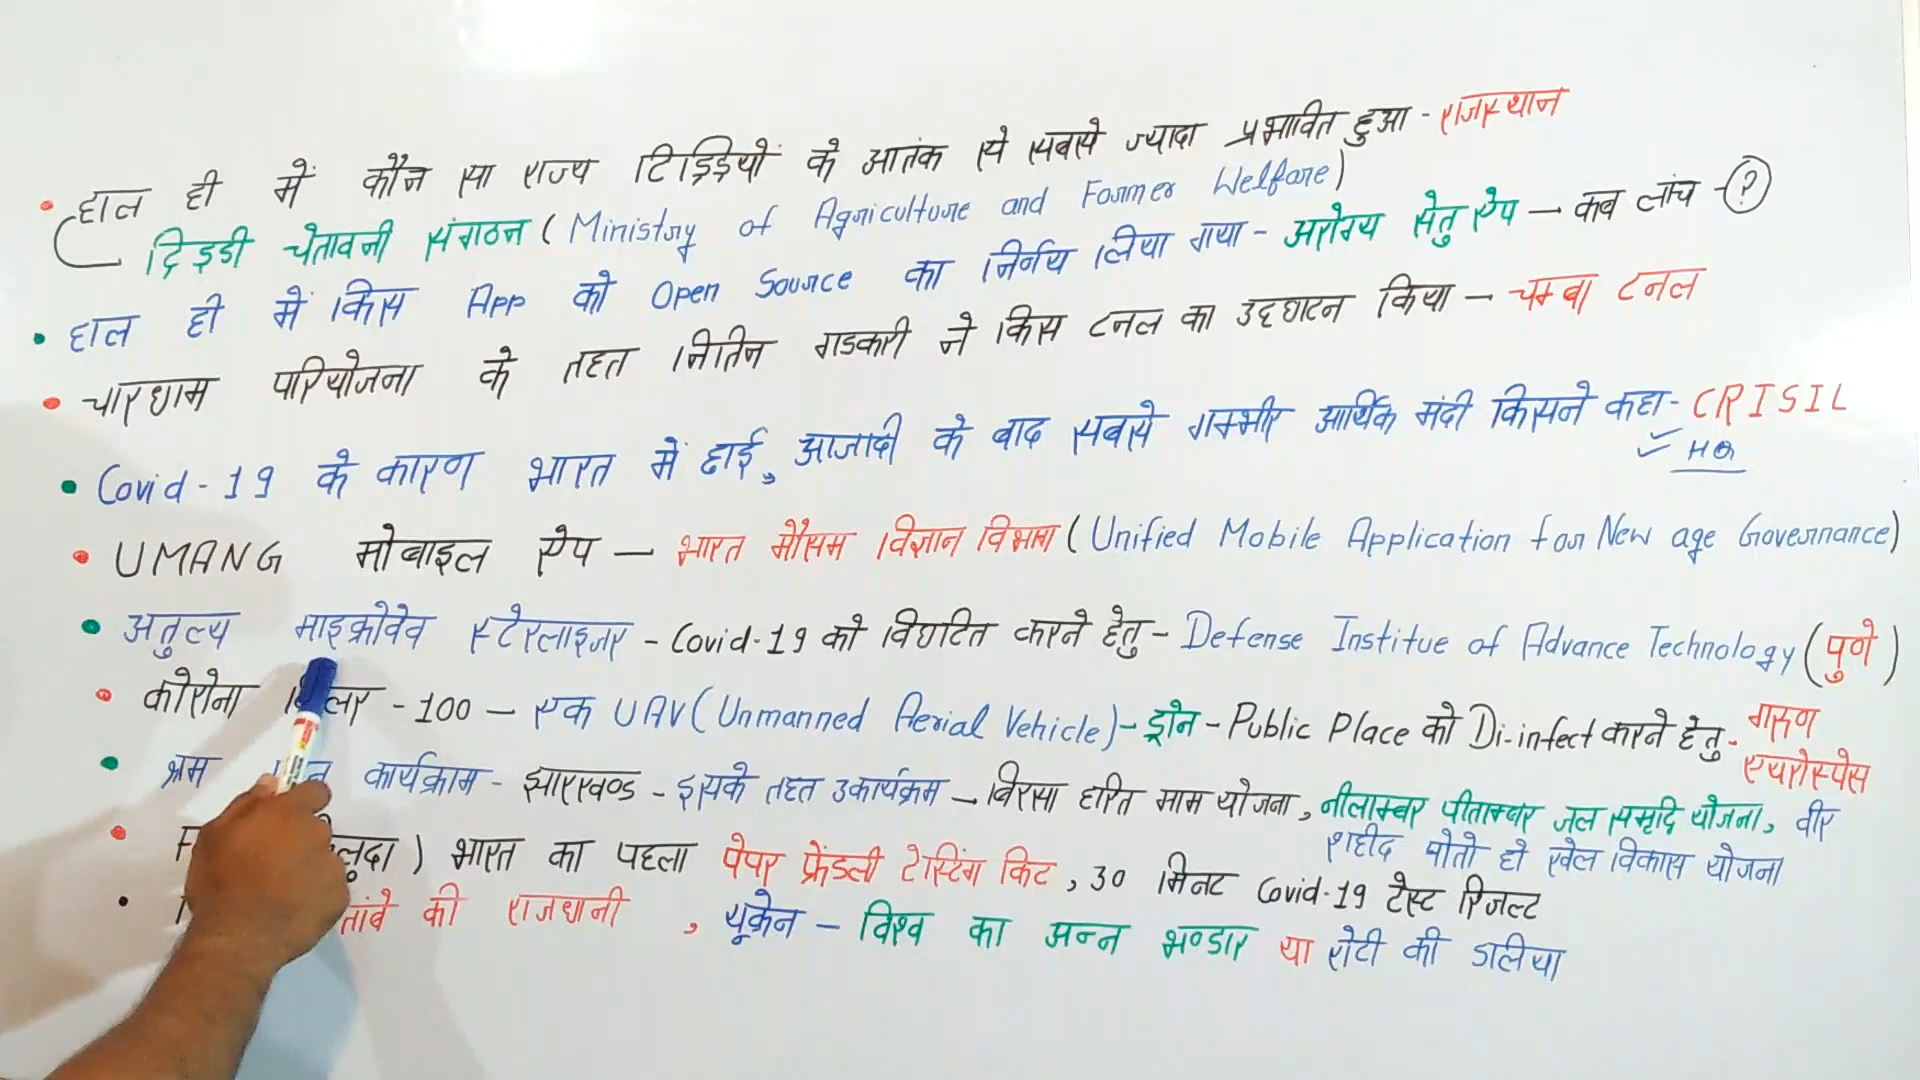 हाल ही में कौन सा राज्य टिड्डियों के आतंक से सबसे ज्यादा प्रभावित हुआ - राजस्थान
टिड्डी चेतावनी संगठन ( Ministry of Agriculture and Former Welfare )
हाल ही में किस App को Open Source का निर्नय लिया गया - अरोग्य सेतु ऐप - कब लांच - ?
चारधाम परियोजना के तहत नितिन गडकरी ने किस टनल का उद्घाटन किया - चम्बा टनल
Covid-19 के कारण भारत में ढाई, आजादी के बाद सबसे गम्भीर आर्थिक मंदी किसने कहा - CRISIL
HQ
UMANG मोबाइल ऐप - भारत मौसम विज्ञान विभाग ( Unified Mobile Application for New age Governance )
अतुल्य माइक्रोवेव स्टेरलाइजर - Covid-19 को विघटित करने हेतु - Defense Institue of Advance Technology ( पुणे )
कोरोना किलर - 100 - एक UAV ( Unmanned Aerial Vehicle ) - ड्रोन - Public Place को Di-infect करने हेतु - गरुण
एयरोस्पेस
श्रम कार्यक्राम - झारखण्ड - इसके तहत 3 कार्यक्रम - बिरसा हरित माम योजना, नीलाम्बर पीताम्बर जल समृद्दि योजना, वीर
शहीद पोतो हो खेल विकास योजना
लुदा ) भारत का पहला पेपर फ्रेंडली टेस्टिंग किट, 30 मिनट Covid-19 टेस्ट रिजल्ट
तांबे की राजधानी, यूक्रेन - विश्व का अन्न भण्डार या रोटी की डलिया